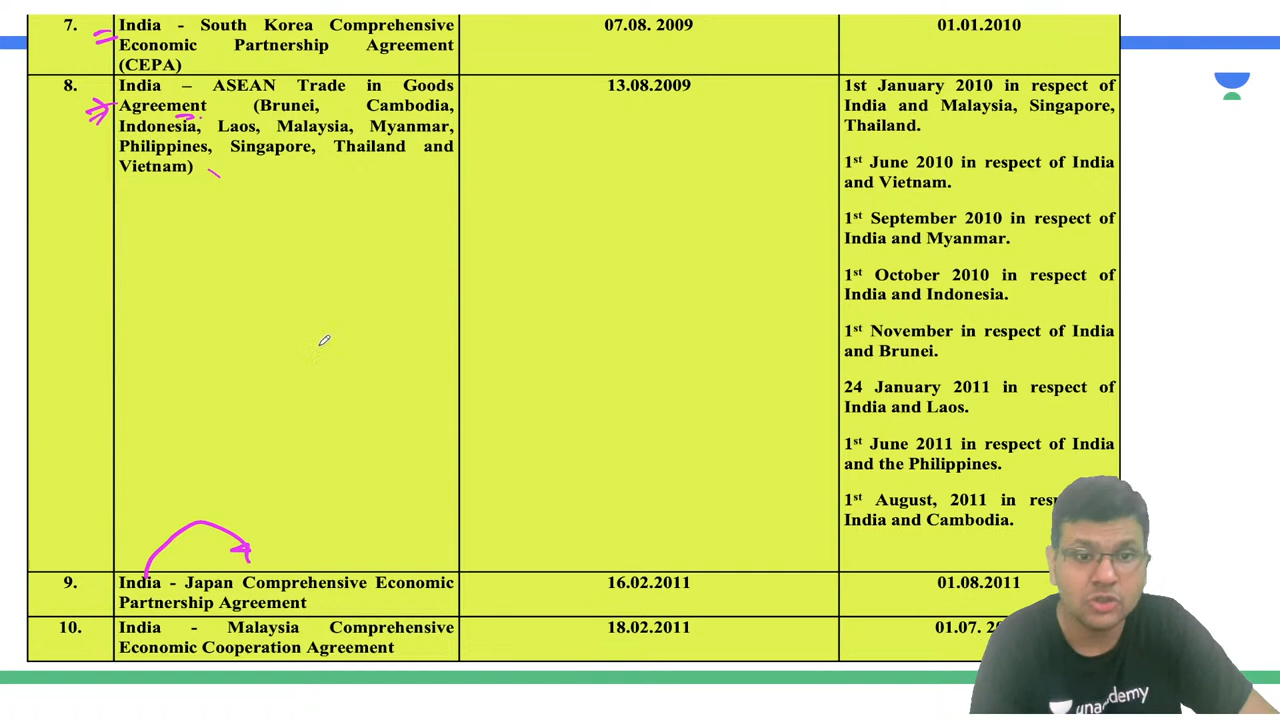 7.
India - South Korea Comprehensive
Economic Partnership Agreement
(CEPA)
07.08. 2009
01.01.2010
8.
India – ASEAN Trade in Goods
Agreement (Brunei, Cambodia,
Indonesia, Laos, Malaysia, Myanmar,
Philippines, Singapore, Thailand and
Vietnam)
13.08.2009
1st January 2010 in respect of
India and Malaysia, Singapore,
Thailand.
1st June 2010 in respect of India
and Vietnam.
1st September 2010 in respect of
India and Myanmar.
1st October 2010 in respect of
India and Indonesia.
1st November in respect of India
and Brunei.
24 January 2011 in respect of
India and Laos.
1st June 2011 in respect of India
and the Philippines.
1st August, 2011 in
India and Cambodia.
9.
India - Japan Comprehensive Economic
Partnership Agreement
16.02.2011
01.08.2011
10.
India - Malaysia Comprehensive
Economic Cooperation Agreement
18.02.2011
01.07.